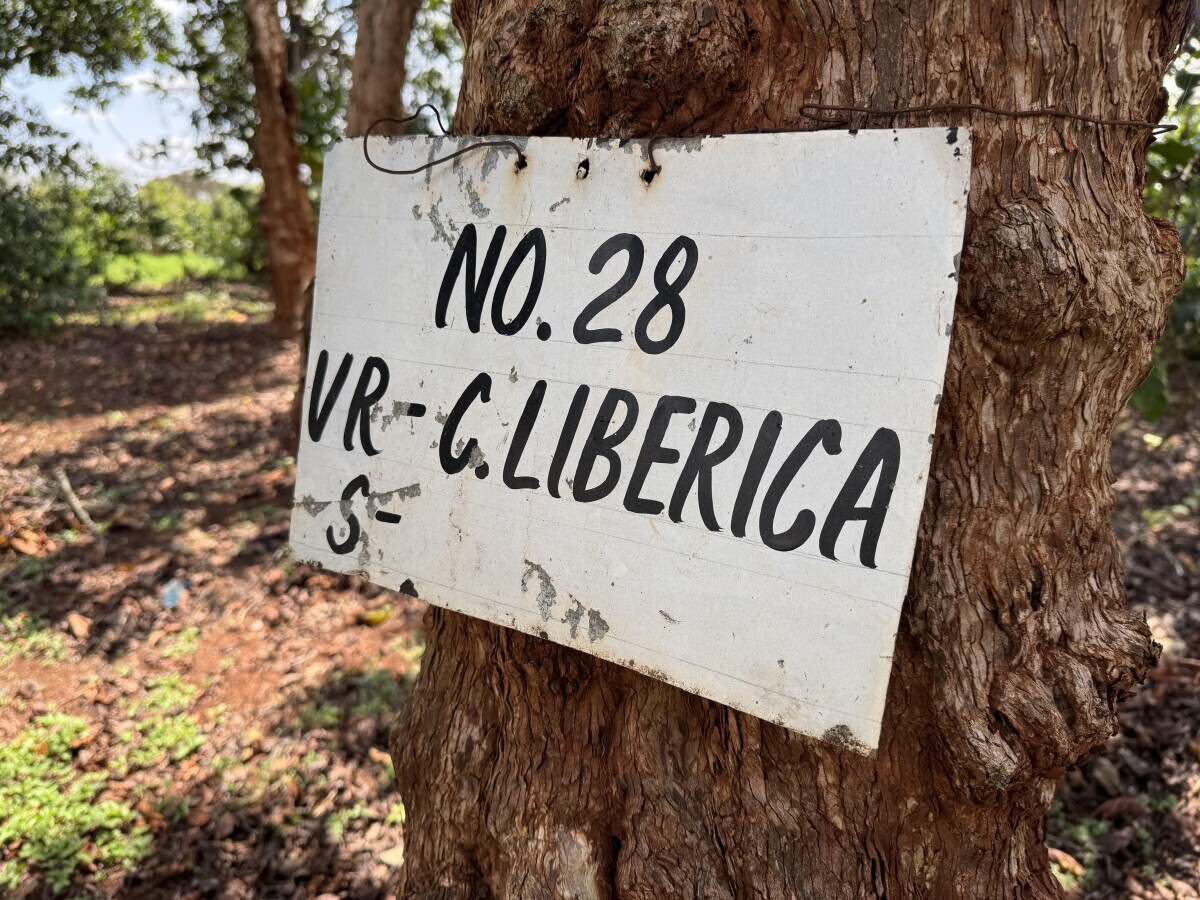 NO. 28
VR - C. LIBERICA
S -